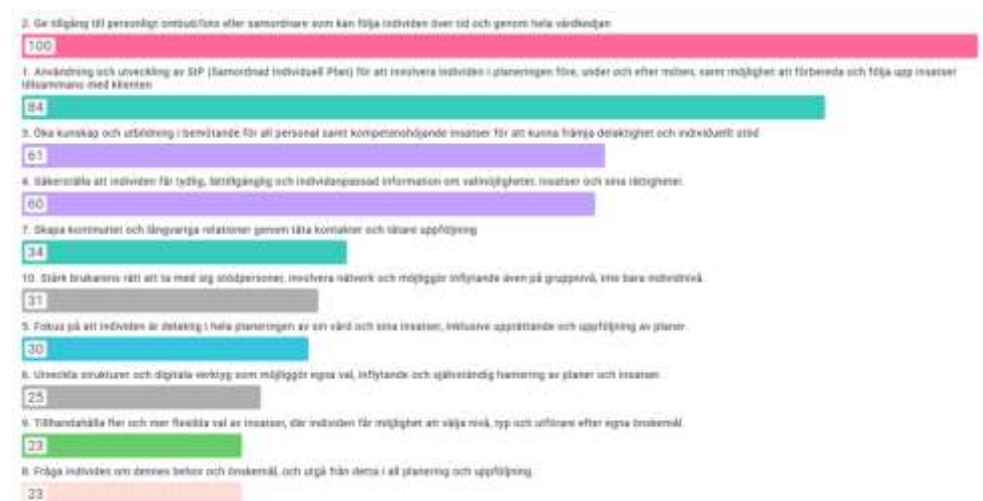 2. Ge tillgång till personligt ombud/lots eller samordnare som kan följa individen över tid och genom hela vårdkedjan
100
1. Användning och utveckling av SIP (Samordnad Individuell Plan) för att involvera individen i planeringen före, under och efter möten, samt möjlighet att förbereda och följa upp insatser
tillsammans med klienten
84
3. Öka kunskap och utbildning i bemötande för all personal samt kompetenshöjande insatser för att kunna främja delaktighet och individuellt stöd
61
4. Säkerställa att individen får tydlig, lättillgänglig och individanpassad information om valmöjligheter, insatser och sina rättigheter.
60
7. Skapa kontinuitet och långvariga relationer genom täta kontakter och tätare uppföljning
34
10. Stärk brukarens rätt att ta med sig stödpersoner, involvera nätverk och möjliggör inflytande även på gruppnivå, inte bara individnivå.
31
5. Fokus på att individen är delaktig i hela planeringen av sin vård och sina insatser, inklusive upprättande och uppföljning av planer.
30
6. Utveckla strukturer och digitala verktyg som möjliggör egna val, inflytande och självständig hantering av planer och insatser.
25
9. Tillhandahålla fler och mer flexibla val av insatser, där individen får möjlighet att välja nivå, typ och utförare efter egna önskemål.
23
8. Fråga individen om dennes behov och önskemål, och utgå från detta i all planering och uppföljning.
23